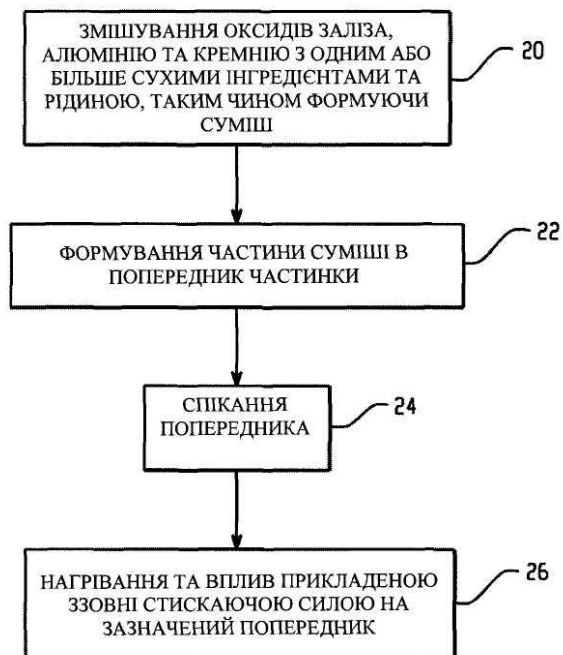 ЗМІШУВАННЯ ОКСИДІВ ЗАЛІЗА,
АЛЮМІНІЮ ТА КРЕМНІЮ З ОДНИМ АБО
БІЛЬШЕ СУХИМИ ІНГРЕДІЄНТАМИ ТА
РІДИНОЮ, ТАКИМ ЧИНОМ ФОРМУЮЧИ
СУМІШ
20
ФОРМУВАННЯ ЧАСТИНИ СУМІШІ В
ПОПЕРЕДНИК ЧАСТИНКИ
22
СПІКАННЯ
ПОПЕРЕДНИКА
24
НАГРІВАННЯ ТА ВПЛИВ ПРИКЛАДЕНОЮ
ЗЗОВНІ СТИСКАЮЧОЮ СИЛОЮ НА
ЗАЗНАЧЕНИЙ ПОПЕРЕДНИК
26